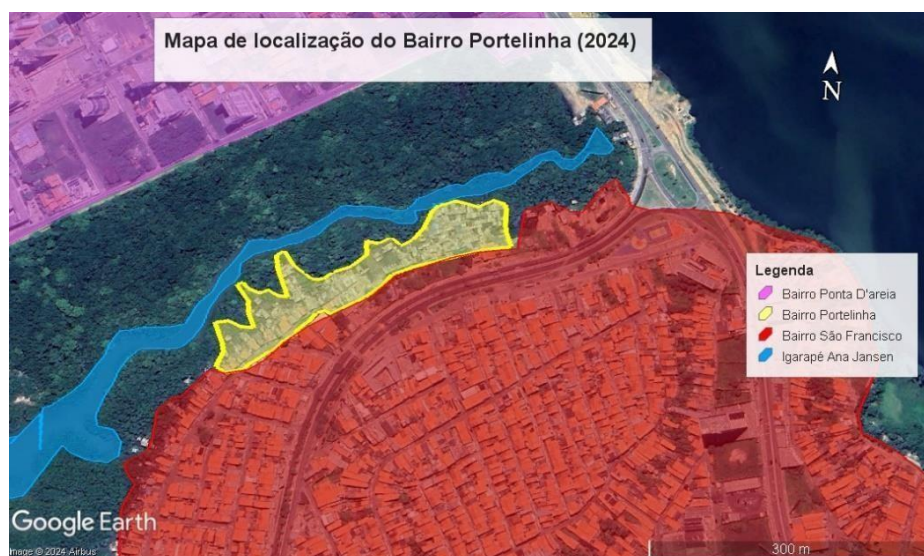 Mapa de localização do Bairro Portelinha (2024)
N
Legenda
Bairro Ponta D'areia
Bairro Portelinha
Bairro São Francisco
Igarapé Ana Jansen
Google Earth
Image © 2024 Airbus
300 m